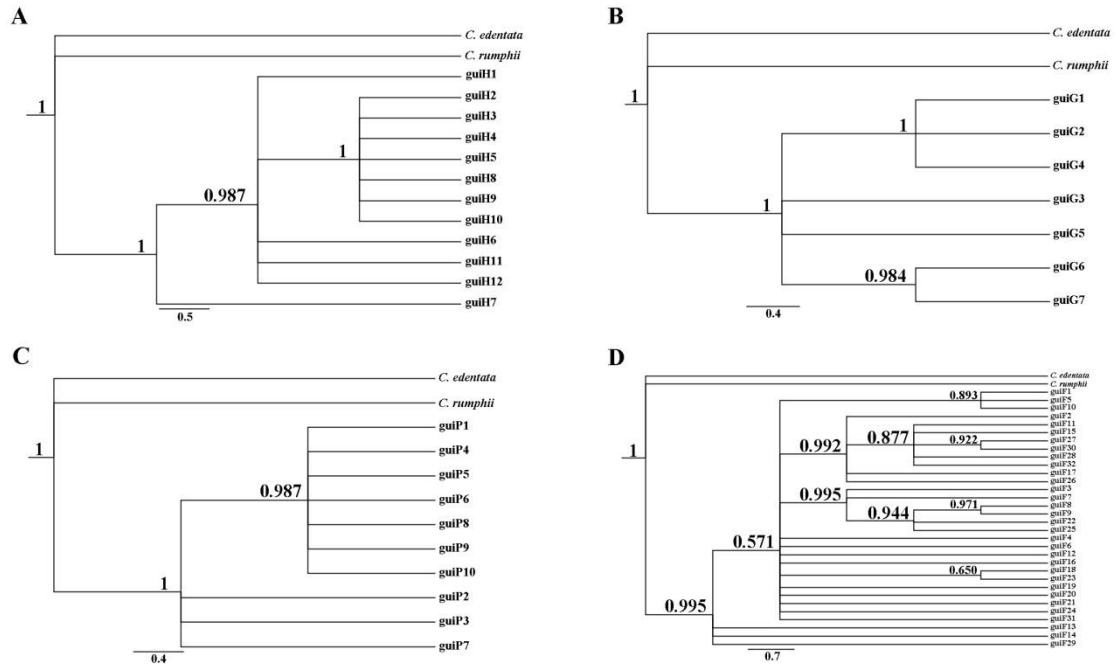 A
C. edentata
C. rumphii
guiH1
guiH2
guiH3
guiH4
guiH5
guiH8
guiH9
guiH10
guiH6
guiH11
guiH12
guiH7
1
0.987
1
1
0.5
B
C. edentata
C. rumphii
guiG1
guiG2
guiG4
guiG3
guiG5
guiG6
guiG7
1
1
1
0.984
0.4
C
C. edentata
C. rumphii
guiP1
guiP4
guiP5
guiP6
guiP8
guiP9
guiP10
guiP2
guiP3
guiP7
1
0.987
1
0.4
D
C. edentata
C. rumphii
guiF1
guiF5
guiF10
guiF2
guiF11
guiF15
guiF27
guiF30
guiF28
guiF32
guiF17
guiF26
guiF3
guiF7
guiF8
guiF9
guiF22
guiF25
guiF4
guiF6
guiF12
guiF16
guiF18
guiF23
guiF19
guiF20
guiF21
guiF24
guiF31
guiF13
guiF14
guiF29
1
0.893
0.992
0.877
0.922
0.995
0.944
0.971
0.571
0.650
0.995
0.7